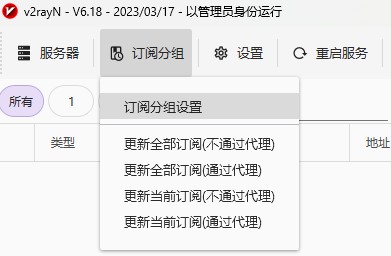 v2rayN - V6.18 - 2023/03/17 - 以管理员身份运行
服务器 订阅分组 设置 重启服务
所有 1
订阅分组设置
类型 地址
更新全部订阅(不通过代理)
更新全部订阅(通过代理)
更新当前订阅(不通过代理)
更新当前订阅(通过代理)